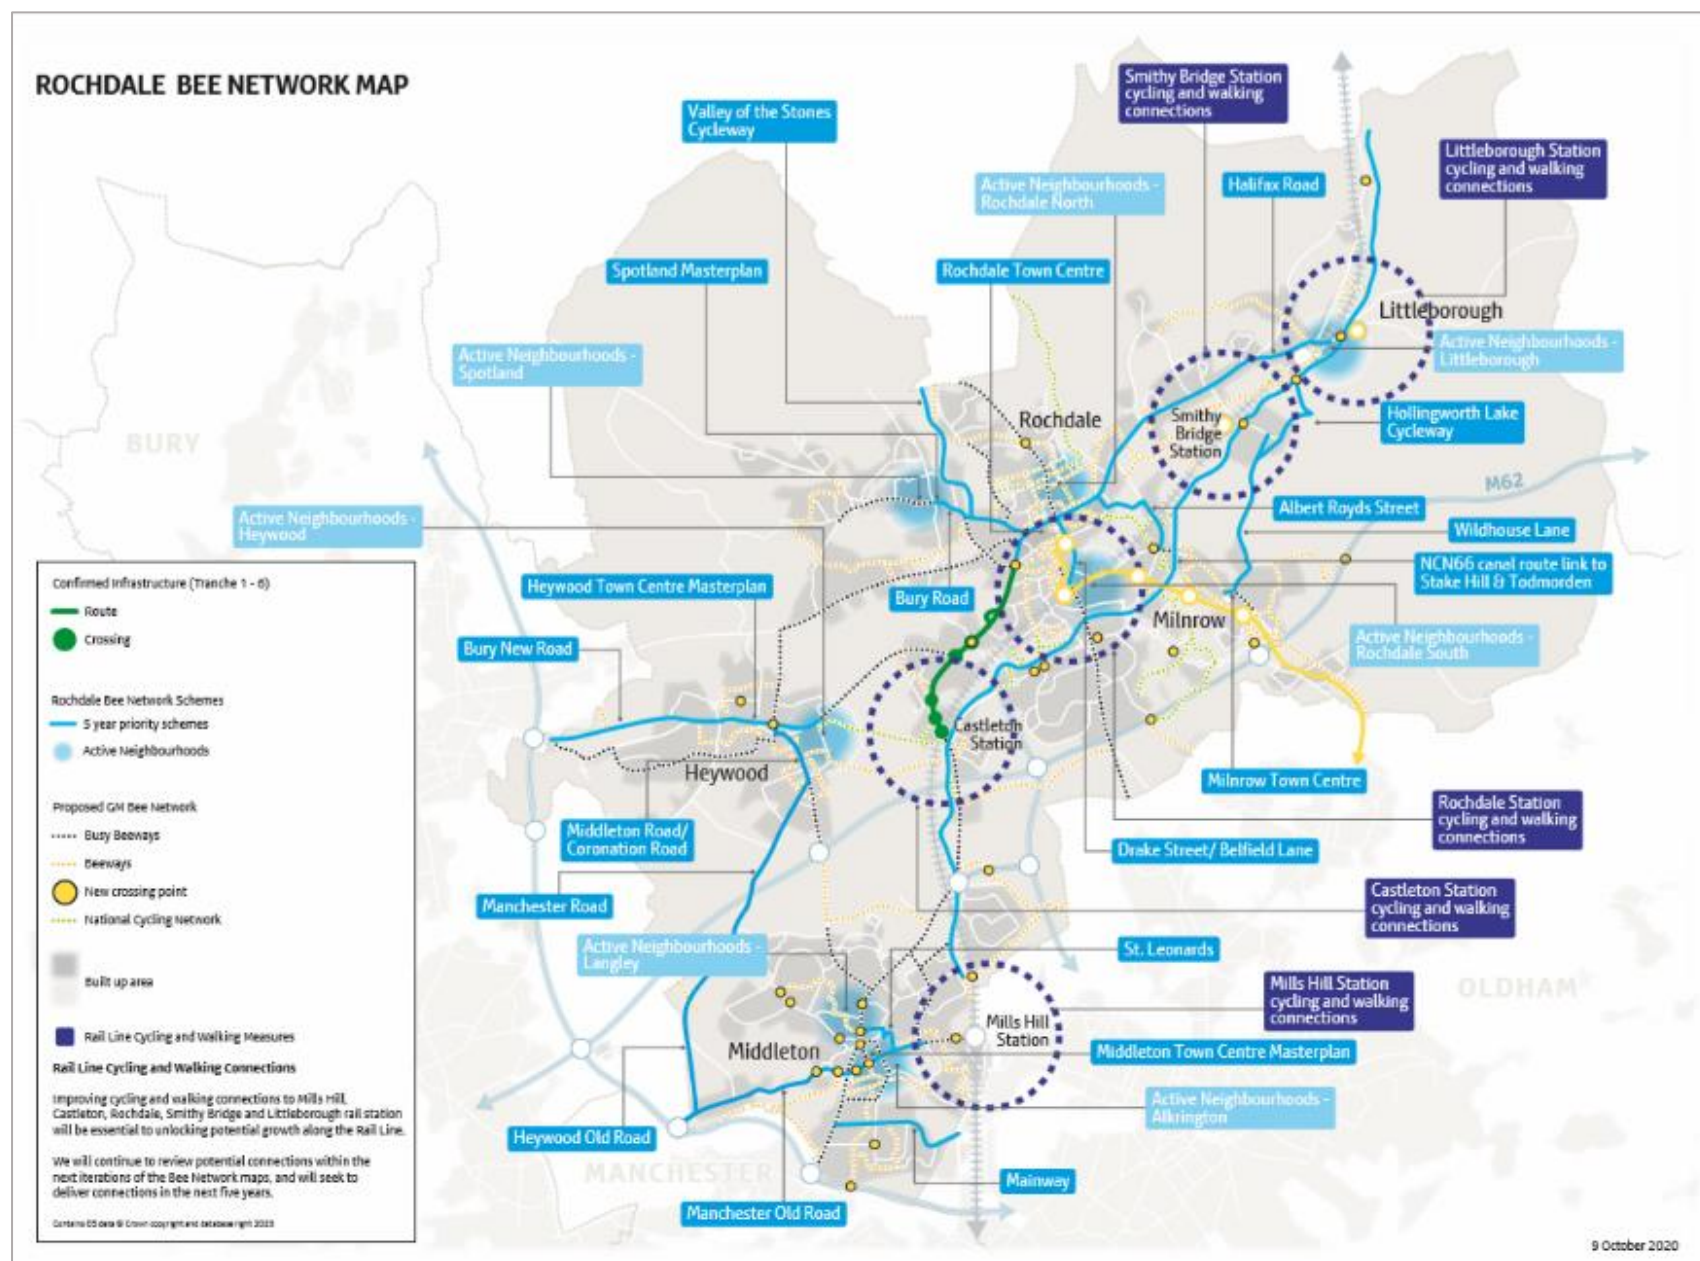 ROCHDALE BEE NETWORK MAP
Smithy Bridge Station
cycling and walking
connections
Valley of the Stones
Cycleway
Littleborough Station
cycling and walking
connections
Active Neighbourhoods -
Rochdale North
Halifax Road
Spotland Masterplan
Rochdale Town Centre
Littleborough
Active Neighbourhoods -
Littleborough
Active Neighbourhoods -
Spotland
Rochdale
Smithy
Bridge
Station
Hollingworth Lake
Cycleway
BURY
M62
Albert Royds Street
Active Neighbourhoods -
Heywood
Wildhouse Lane
NCN66 canal route link to
Stake Hill & Todmorden
Heywood Town Centre Masterplan
Bury Road
Milnrow
Active Neighbourhoods -
Rochdale South
Bury New Road
Castleton
Station
Heywood
Milnrow Town Centre
Rochdale Station
cycling and walking
connections
Middleton Road/
Coronation Road
Drake Street/ Belfield Lane
Manchester Road
Castleton Station
cycling and walking
connections
Active Neighbourhoods -
Langley
St. Leonards
Mills Hill Station
cycling and walking
connections
OLDHAM
Mills Hill
Station
Middleton
Middleton Town Centre Masterplan
Active Neighbourhoods -
Alkrington
Heywood Old Road
MANCHESTER
Mainway
Manchester Old Road
Confirmed Infrastructure (Tranche 1 - 6)
Route
Crossing
Rochdale Bee Network Schemes
5 year priority schemes
Active Neighbourhoods
Proposed GM Bee Network
Busy Beeways
Beeways
New crossing point
National Cycling Network
Built up area
Rail Line Cycling and Walking Measures
Rail Line Cycling and Walking Connections
Improving cycling and walking connections to Mills Hill,
Castleton, Rochdale, Smithy Bridge and Littleborough rail station
will be essential to unlocking potential growth along the Rail Line.
We will continue to review potential connections within the
next iterations of the Bee Network maps, and will seek to
deliver connections in the next five years.
Contains OS data © Crown copyright and database right
9 October 2020